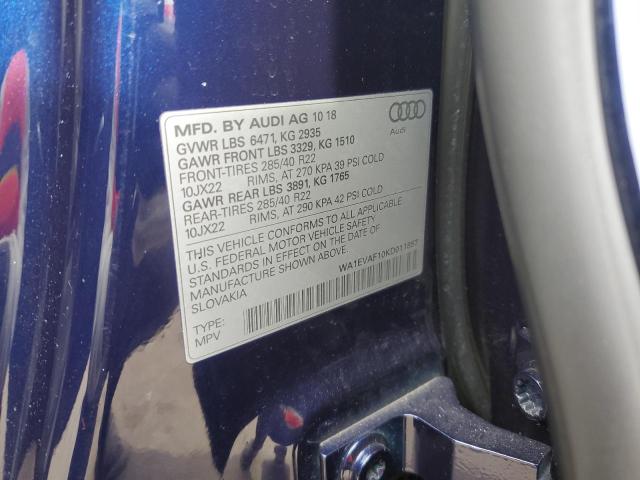 MFD. BY AUDI AG 10 18
GVWR LBS 6471, KG 2935
GAWR FRONT LBS 3329, KG 1510
FRONT-TIRES 285/40 R22
10JX22 RIMS, AT 270 KPA 39 PSI COLD
GAWR REAR LBS 3891, KG 1765
REAR-TIRES 285/40 R22
10JX22 RIMS, AT 290 KPA 42 PSI COLD
THIS VEHICLE CONFORMS TO ALL APPLICABLE
U.S. FEDERAL MOTOR VEHICLE SAFETY
STANDARDS IN EFFECT ON THE DATE OF
MANUFACTURE SHOWN ABOVE.
SLOVAKIA
WA1EVAF10KD011857
TYPE:
MPV
Audi